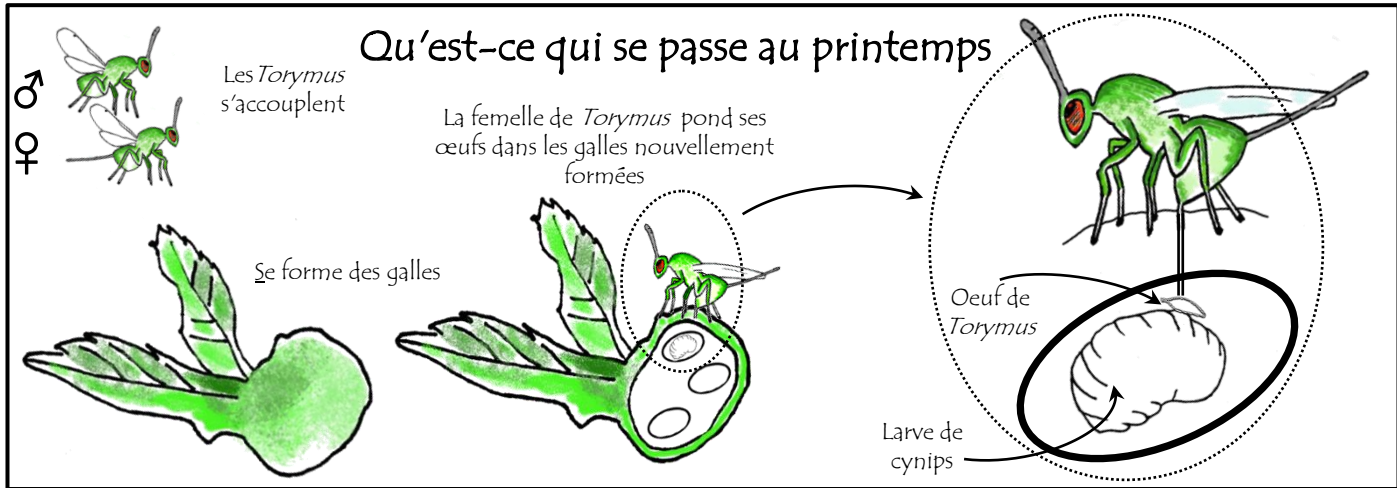 Qu'est-ce qui se passe au printemps
♂
♀
Les Torymus
s'accouplent
La femelle de Torymus pond ses
œufs dans les galles nouvellement
formées
Se forme des galles
Oeuf de
Torymus
Larve de
cynips